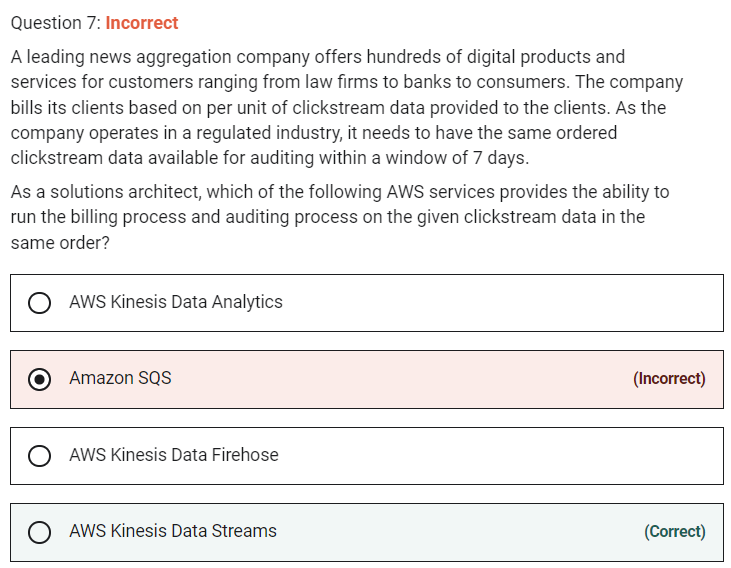 Question 7: Incorrect
A leading news aggregation company offers hundreds of digital products and
services for customers ranging from law firms to banks to consumers. The company
bills its clients based on per unit of clickstream data provided to the clients. As the
company operates in a regulated industry, it needs to have the same ordered
clickstream data available for auditing within a window of 7 days.
As a solutions architect, which of the following AWS services provides the ability to
run the billing process and auditing process on the given clickstream data in the
same order?
AWS Kinesis Data Analytics
Amazon SQS (Incorrect)
AWS Kinesis Data Firehose
AWS Kinesis Data Streams (Correct)